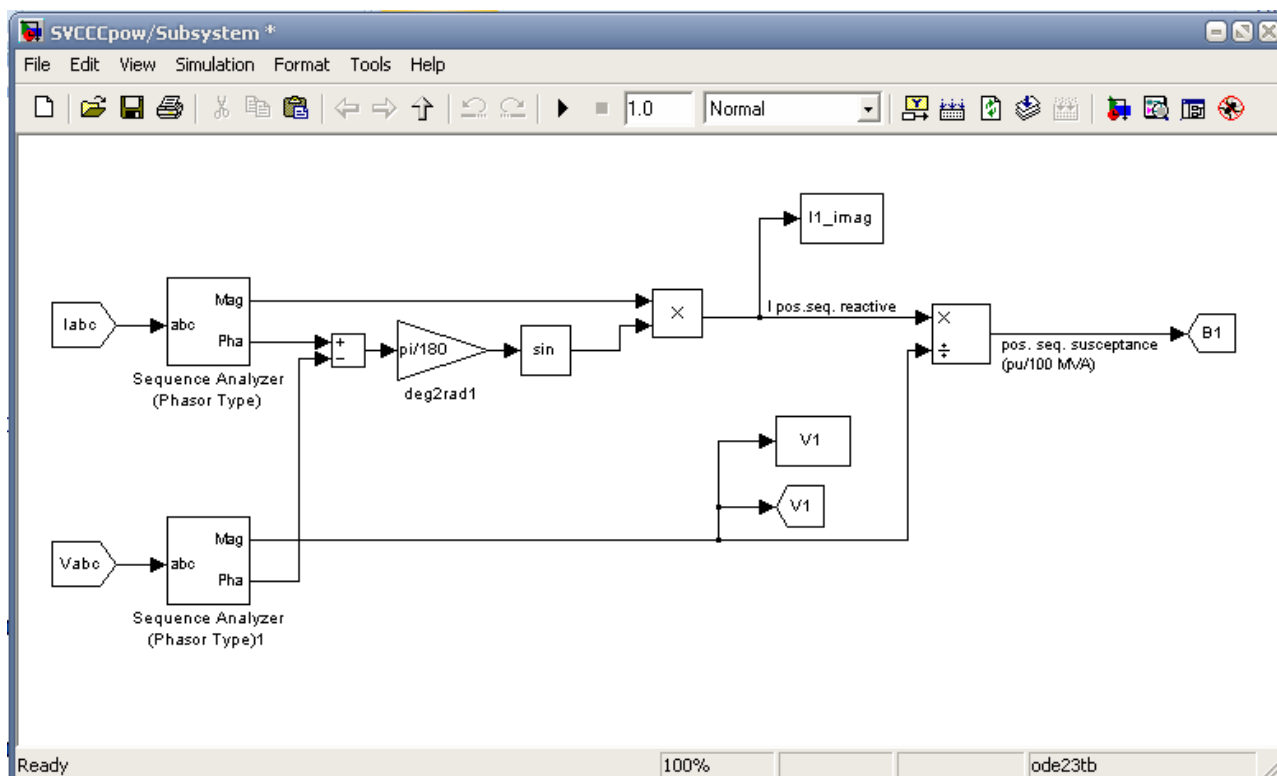 SVCCCpow/Subsystem *
File Edit View Simulation Format Tools Help
1.0 Normal
I1_imag
Iabc
abc
Mag
Pha
Sequence Analyzer
(Phasor Type)
+
−
pi/180
deg2rad1
sin
×
I pos.seq. reactive
×
÷
pos. seq. susceptance
(pu/100 MVA)
B1
V1
V1
Vabc
abc
Mag
Pha
Sequence Analyzer
(Phasor Type)1
Ready 100% ode23tb